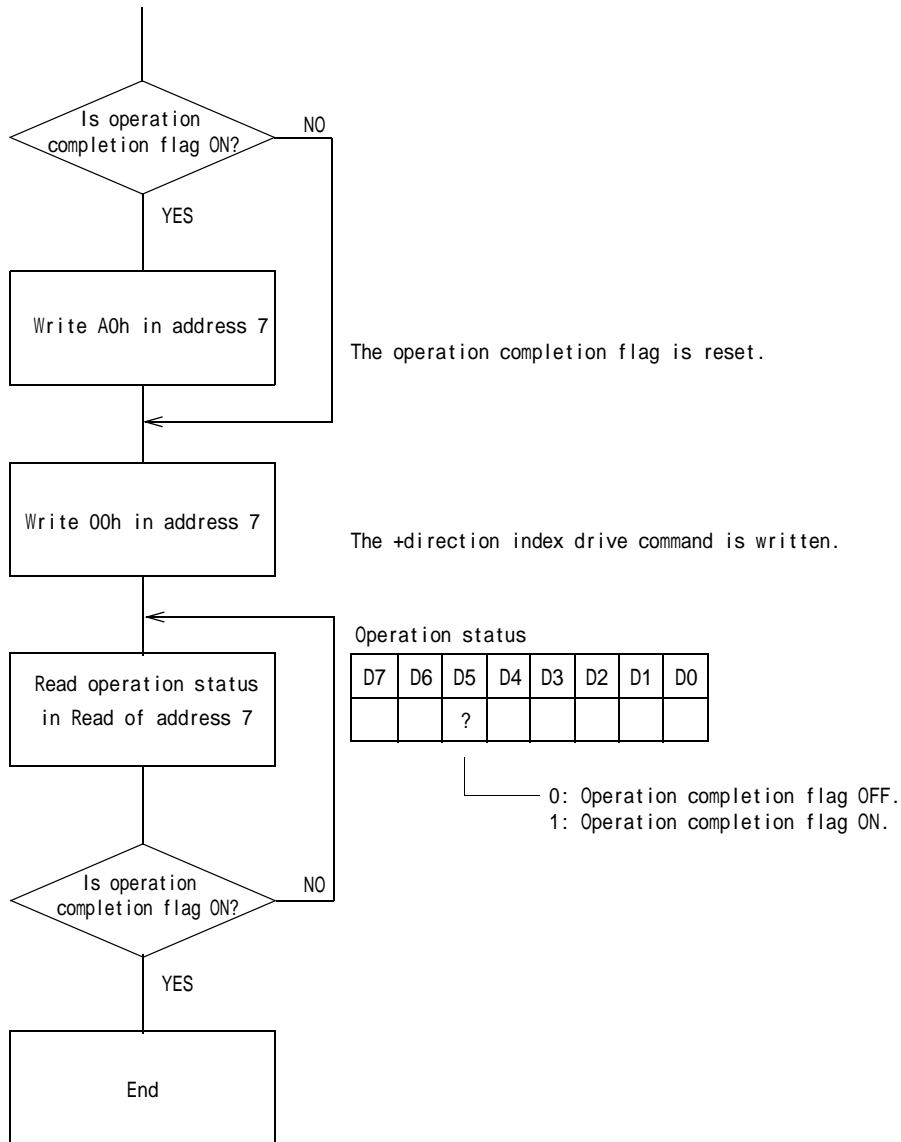 Is operation
completion flag ON?
NO
YES
Write A0h in address 7
The operation completion flag is reset.
Write 00h in address 7
The +direction index drive command is written.
Operation status
D7 D6 D5 D4 D3 D2 D1 D0
?
Read operation status
in Read of address 7
0: Operation completion flag OFF.
1: Operation completion flag ON.
Is operation
completion flag ON?
NO
YES
End